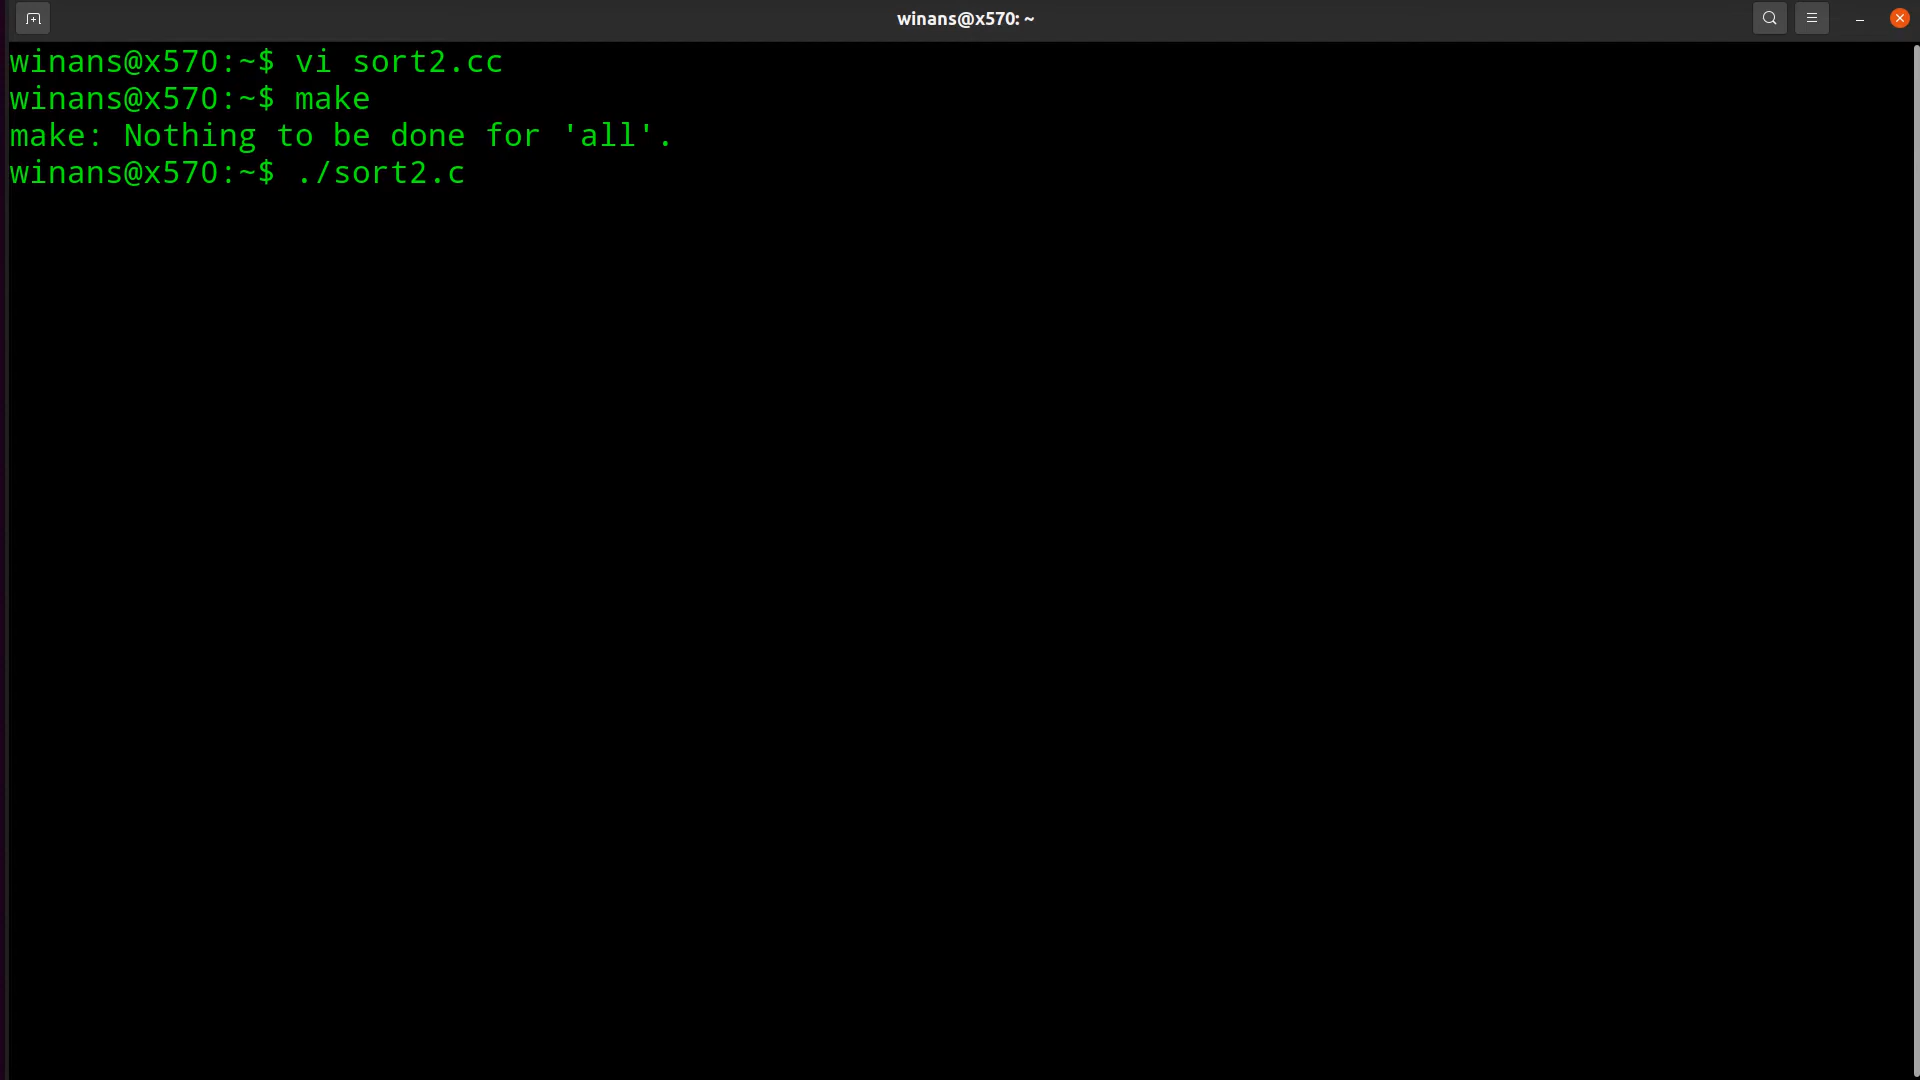 winans@x570: ~
winans@x570:~$ vi sort2.cc
winans@x570:~$ make
make: Nothing to be done for 'all'.
winans@x570:~$ ./sort2.c